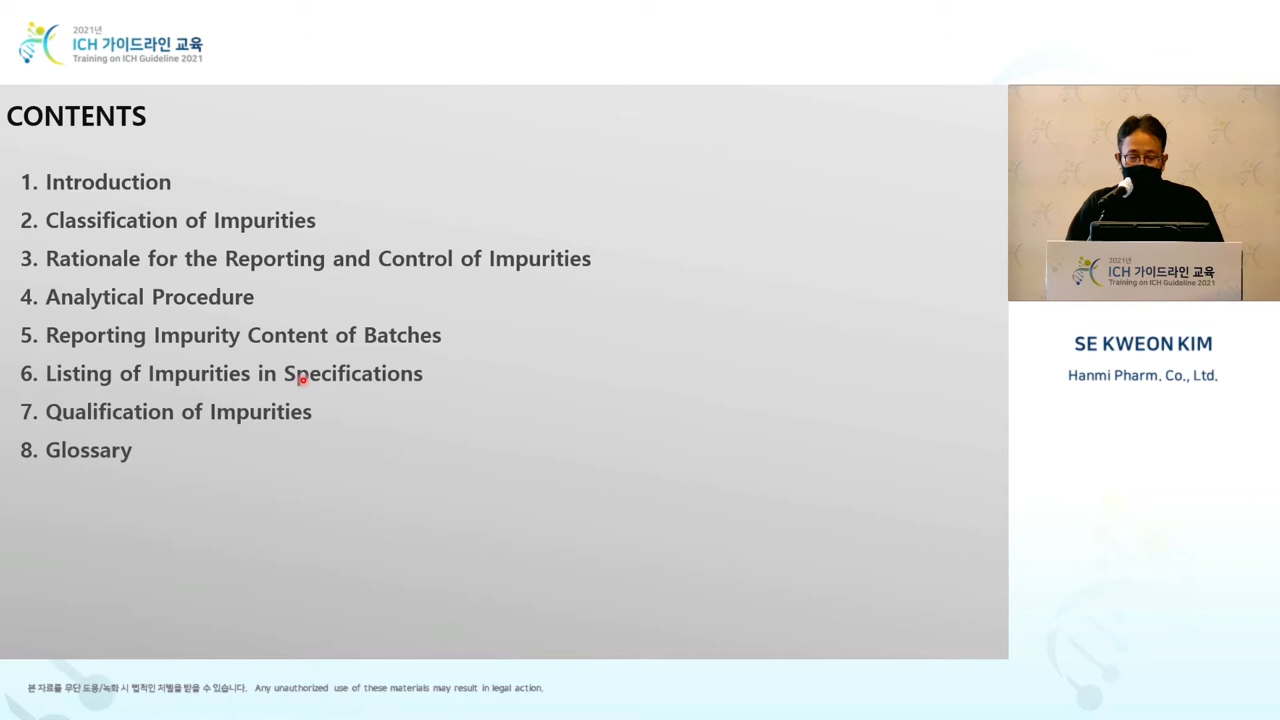 2021년
ICH 가이드라인 교육
Training on ICH Guideline 2021
CONTENTS
1. Introduction
2. Classification of Impurities
3. Rationale for the Reporting and Control of Impurities
4. Analytical Procedure
5. Reporting Impurity Content of Batches
6. Listing of Impurities in Specifications
7. Qualification of Impurities
8. Glossary
2021년
ICH 가이드라인 교육
Training on ICH Guideline 2021
SE KWEON KIM
Hanmi Pharm. Co., Ltd.
본 자료를 무단 도용/녹화 시 법적인 처벌을 받을 수 있습니다. Any unauthorized use of these materials may result in legal action.